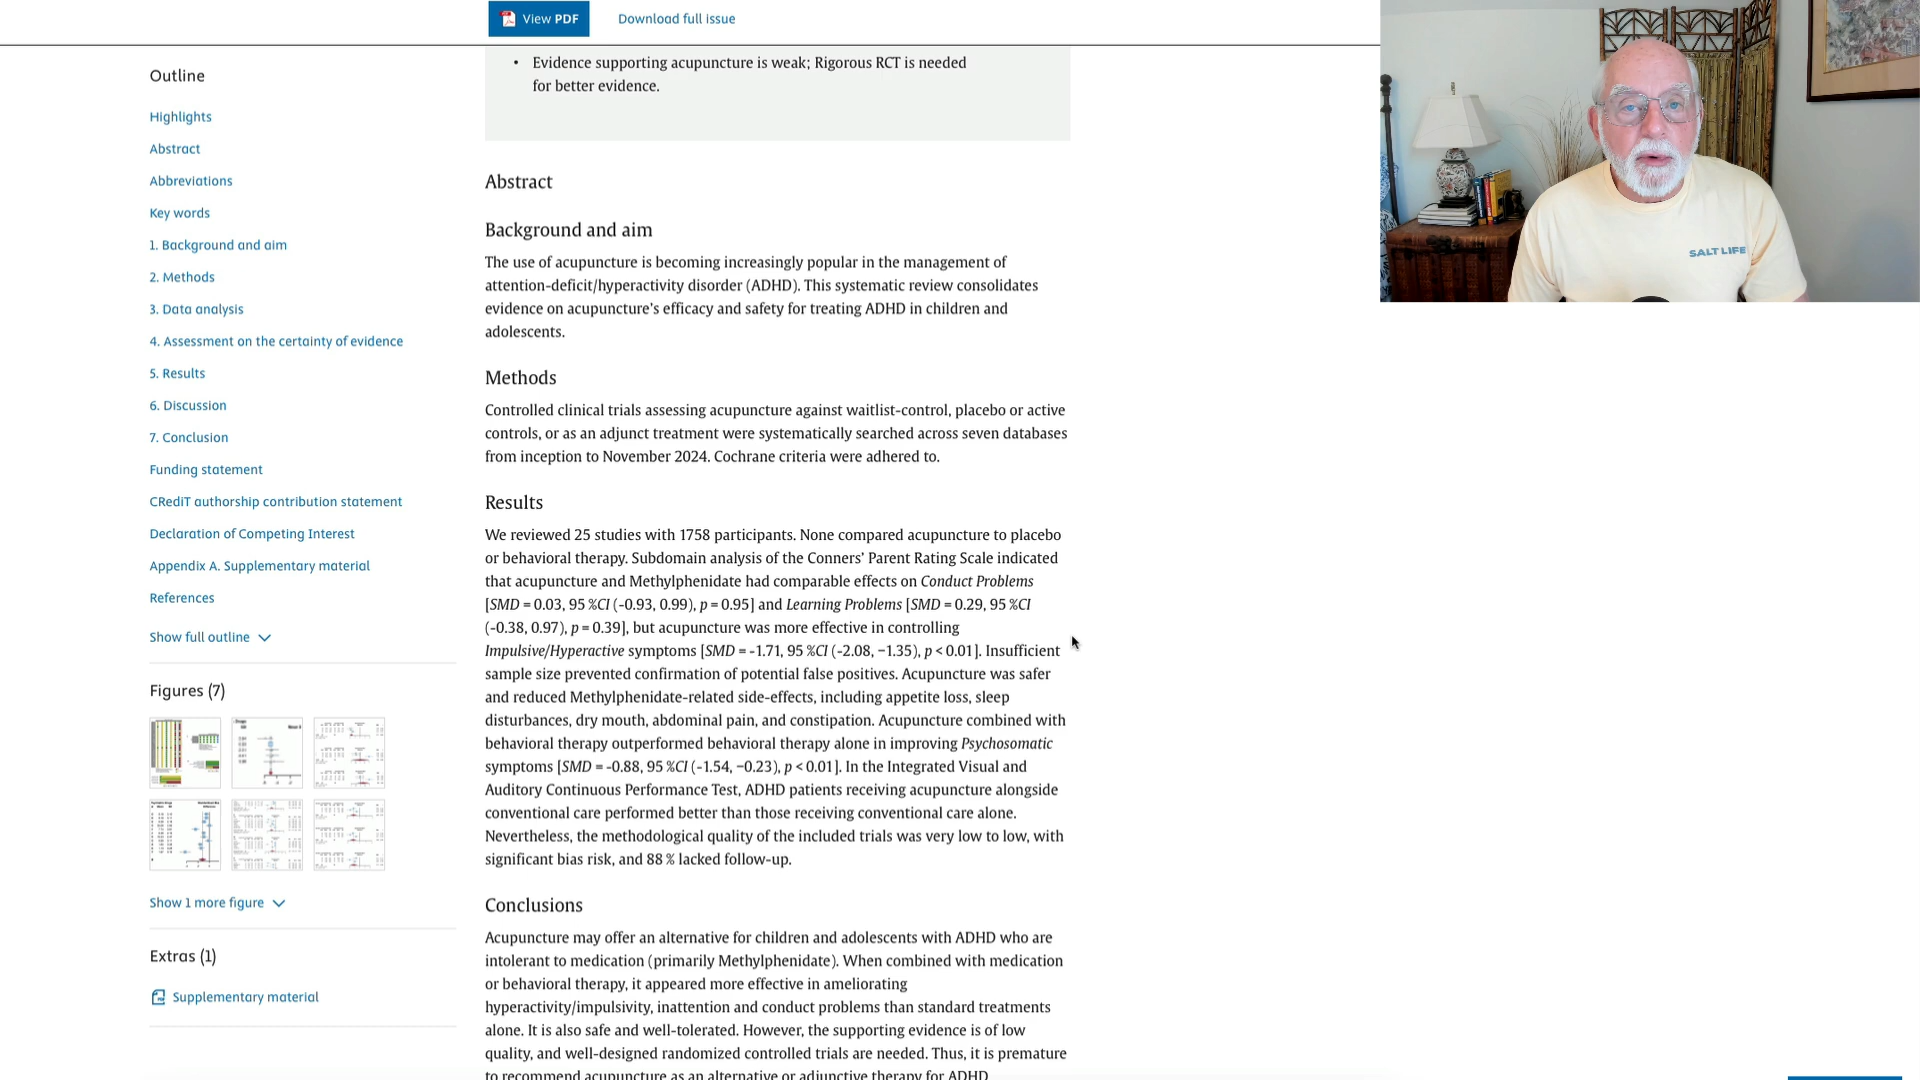 View PDF
Download full issue
Outline
Highlights
Abstract
Abbreviations
Key words
1. Background and aim
2. Methods
3. Data analysis
4. Assessment on the certainty of evidence
5. Results
6. Discussion
7. Conclusion
Funding statement
CRediT authorship contribution statement
Declaration of Competing Interest
Appendix A. Supplementary material
References
Show full outline
Figures (7)
Show 1 more figure
Extras (1)
Supplementary material
• Evidence supporting acupuncture is weak; Rigorous RCT is needed
for better evidence.
Abstract
Background and aim
The use of acupuncture is becoming increasingly popular in the management of
attention-deficit/hyperactivity disorder (ADHD). This systematic review consolidates
evidence on acupuncture's efficacy and safety for treating ADHD in children and
adolescents.
Methods
Controlled clinical trials assessing acupuncture against waitlist-control, placebo or active
controls, or as an adjunct treatment were systematically searched across seven databases
from inception to November 2024. Cochrane criteria were adhered to.
Results
We reviewed 25 studies with 1758 participants. None compared acupuncture to placebo
or behavioral therapy. Subdomain analysis of the Conners' Parent Rating Scale indicated
that acupuncture and Methylphenidate had comparable effects on Conduct Problems
[SMD = 0.03, 95 %CI (-0.93, 0.99), p = 0.95] and Learning Problems [SMD = 0.29, 95 %CI
(-0.38, 0.97), p = 0.39], but acupuncture was more effective in controlling
Impulsive/Hyperactive symptoms [SMD = -1.71, 95 %CI (-2.08, −1.35), p < 0.01]. Insufficient
sample size prevented confirmation of potential false positives. Acupuncture was safer
and reduced Methylphenidate-related side-effects, including appetite loss, sleep
disturbances, dry mouth, abdominal pain, and constipation. Acupuncture combined with
behavioral therapy outperformed behavioral therapy alone in improving Psychosomatic
symptoms [SMD = -0.88, 95 %CI (-1.54, −0.23), p < 0.01]. In the Integrated Visual and
Auditory Continuous Performance Test, ADHD patients receiving acupuncture alongside
conventional care performed better than those receiving conventional care alone.
Nevertheless, the methodological quality of the included trials was very low to low, with
significant bias risk, and 88 % lacked follow-up.
Conclusions
Acupuncture may offer an alternative for children and adolescents with ADHD who are
intolerant to medication (primarily Methylphenidate). When combined with medication
or behavioral therapy, it appeared more effective in ameliorating
hyperactivity/impulsivity, inattention and conduct problems than standard treatments
alone. It is also safe and well-tolerated. However, the supporting evidence is of low
quality, and well-designed randomized controlled trials are needed. Thus, it is premature
to recommend acupuncture as an alternative or adjunctive therapy for ADHD.
SALT LIFE